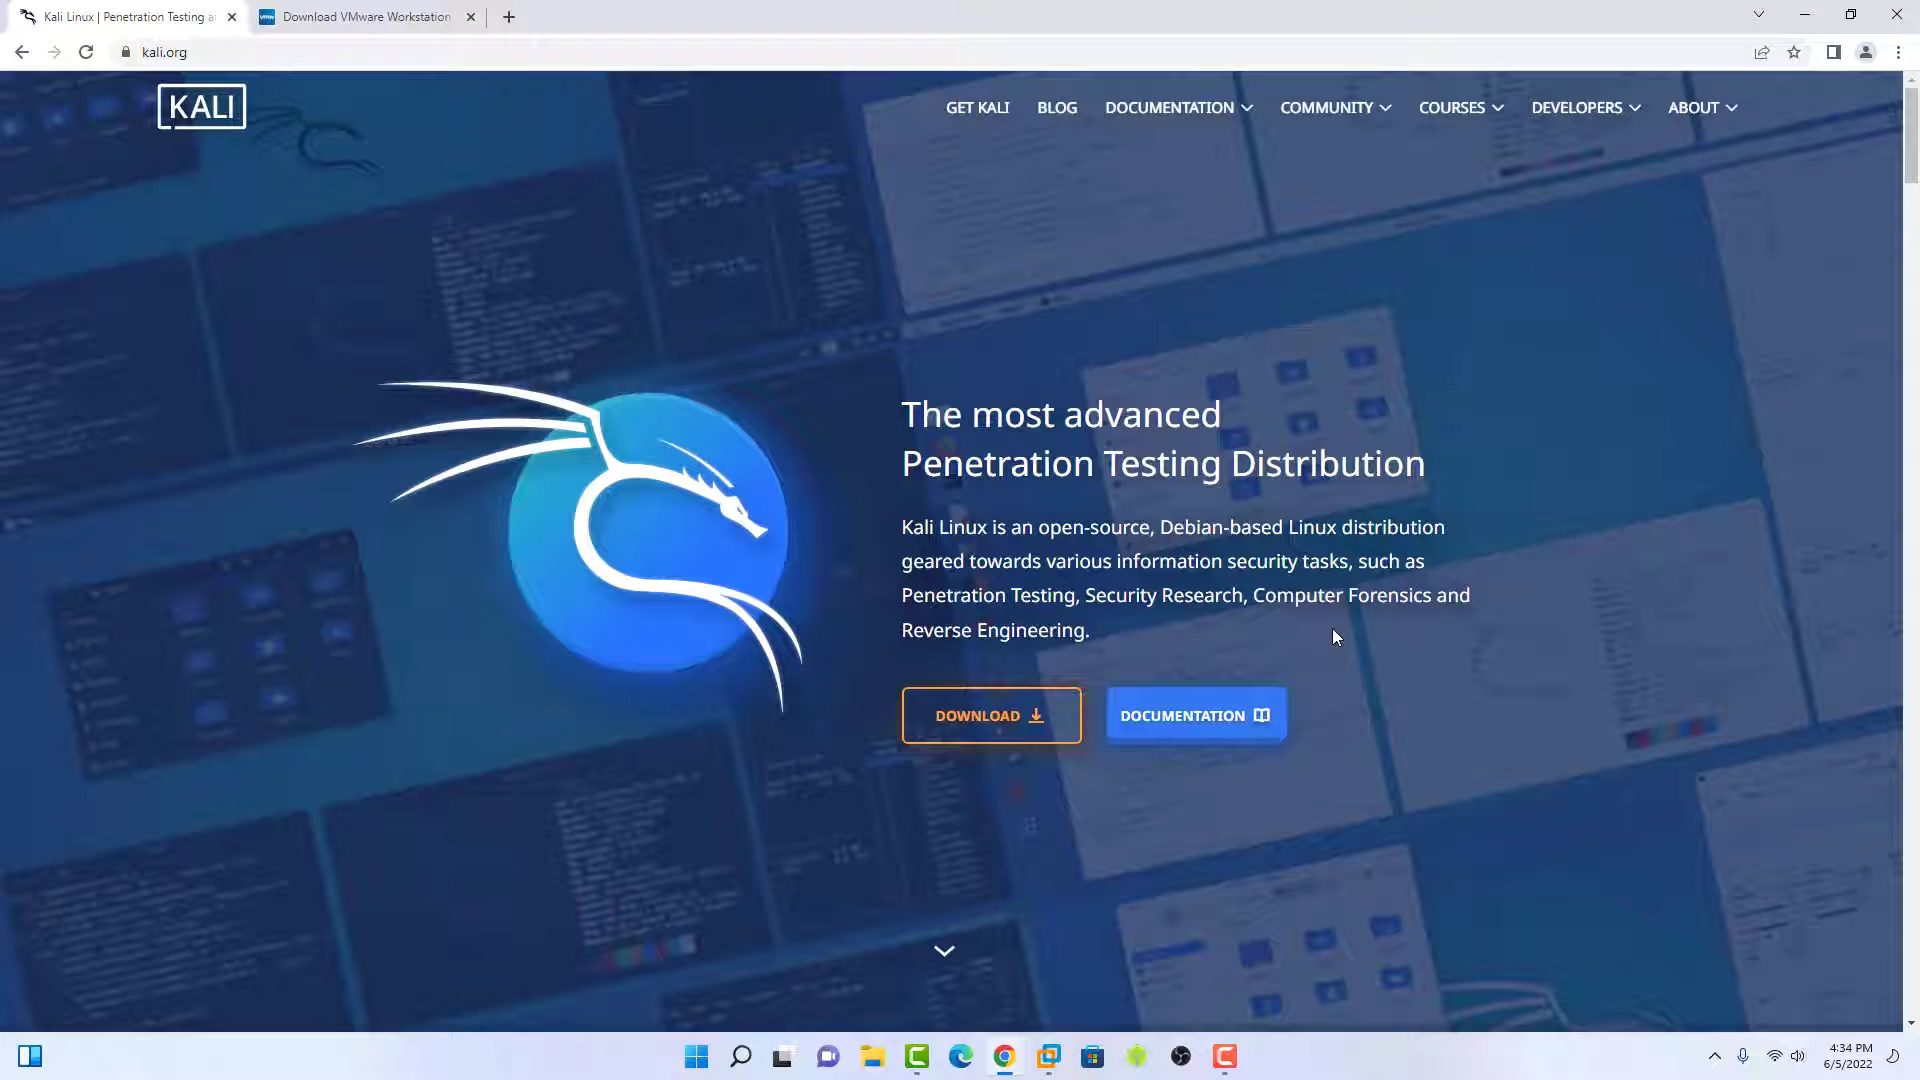 Kali Linux | Penetration Testing a
Download VMware Workstation
kali.org
KALI
GET KALI
BLOG
DOCUMENTATION
COMMUNITY
COURSES
DEVELOPERS
ABOUT
The most advanced
Penetration Testing Distribution
Kali Linux is an open-source, Debian-based Linux distribution
geared towards various information security tasks, such as
Penetration Testing, Security Research, Computer Forensics and
Reverse Engineering.
DOWNLOAD
DOCUMENTATION
4:34 PM
6/5/2022